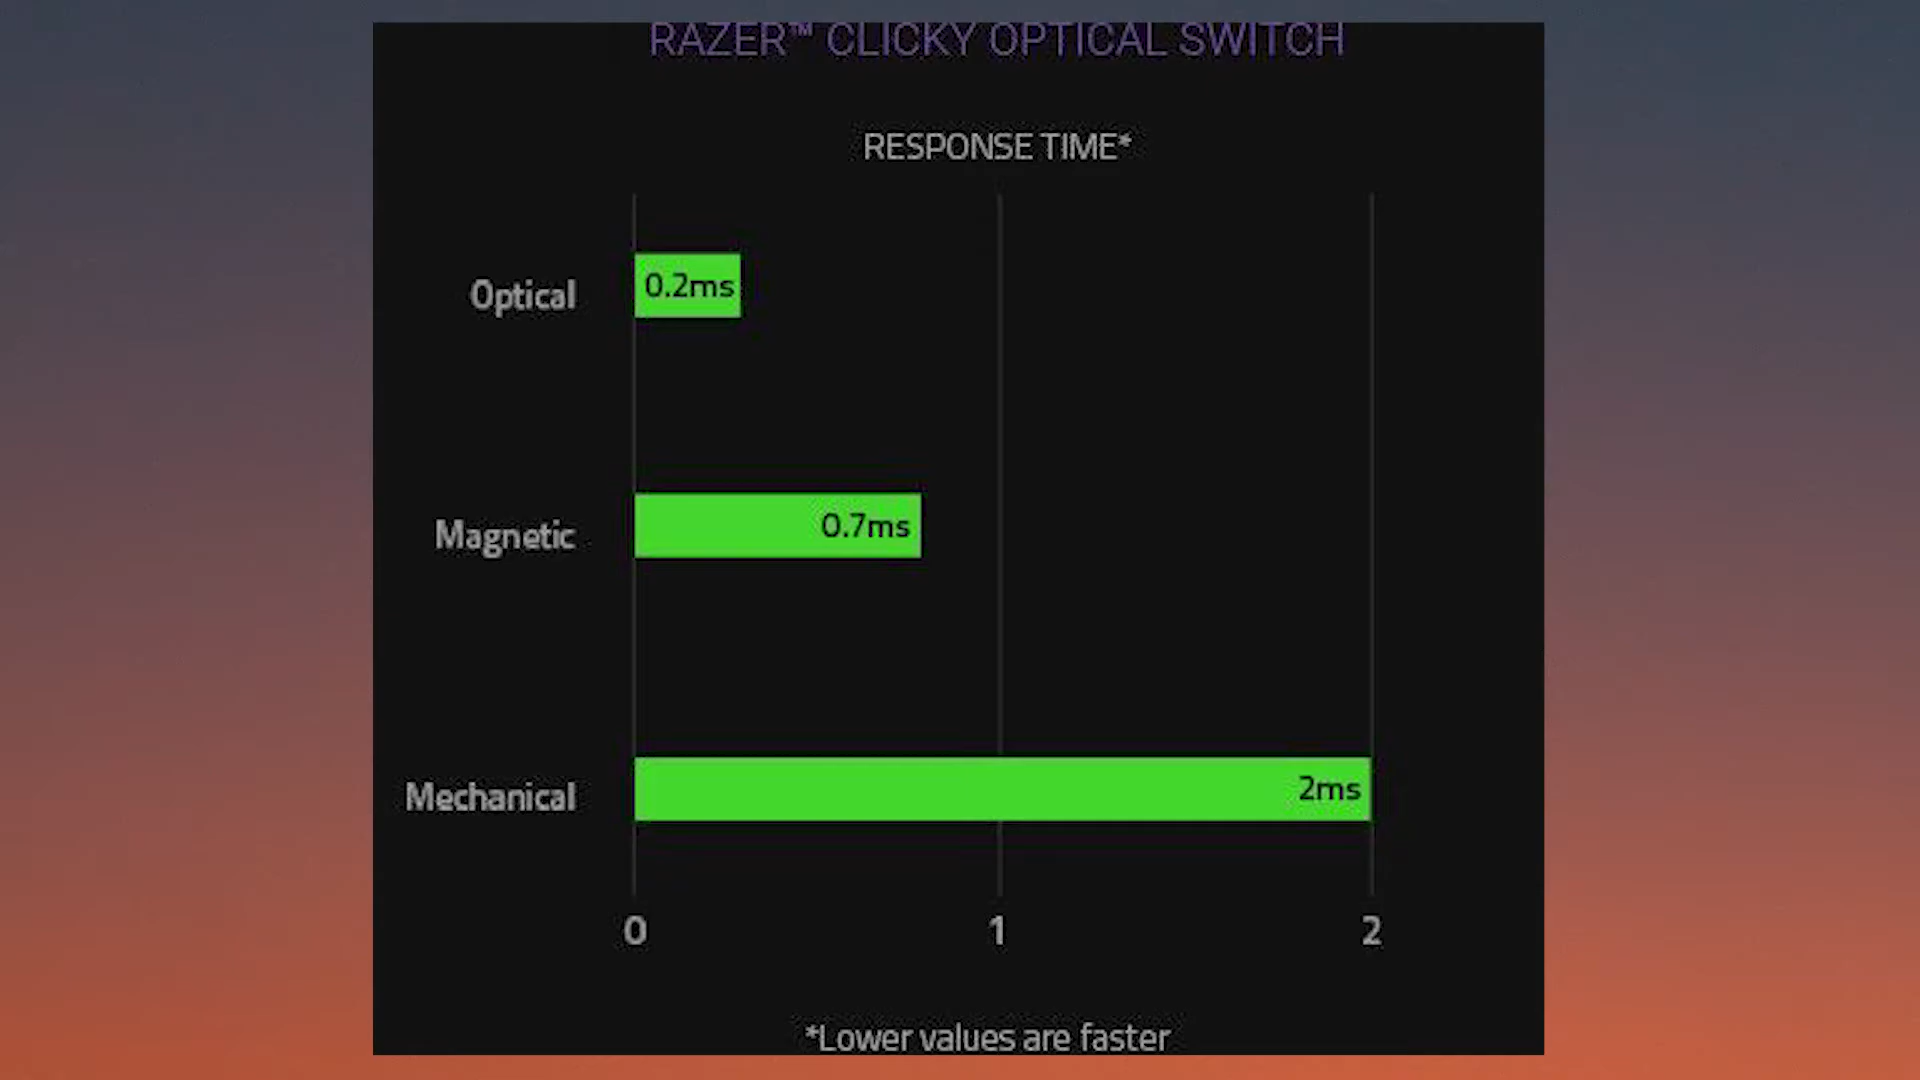 RAZER™ CLICKY OPTICAL SWITCH
RESPONSE TIME*
Optical
0.2ms
Magnetic
0.7ms
Mechanical
2ms
0 1 2
*Lower values are faster